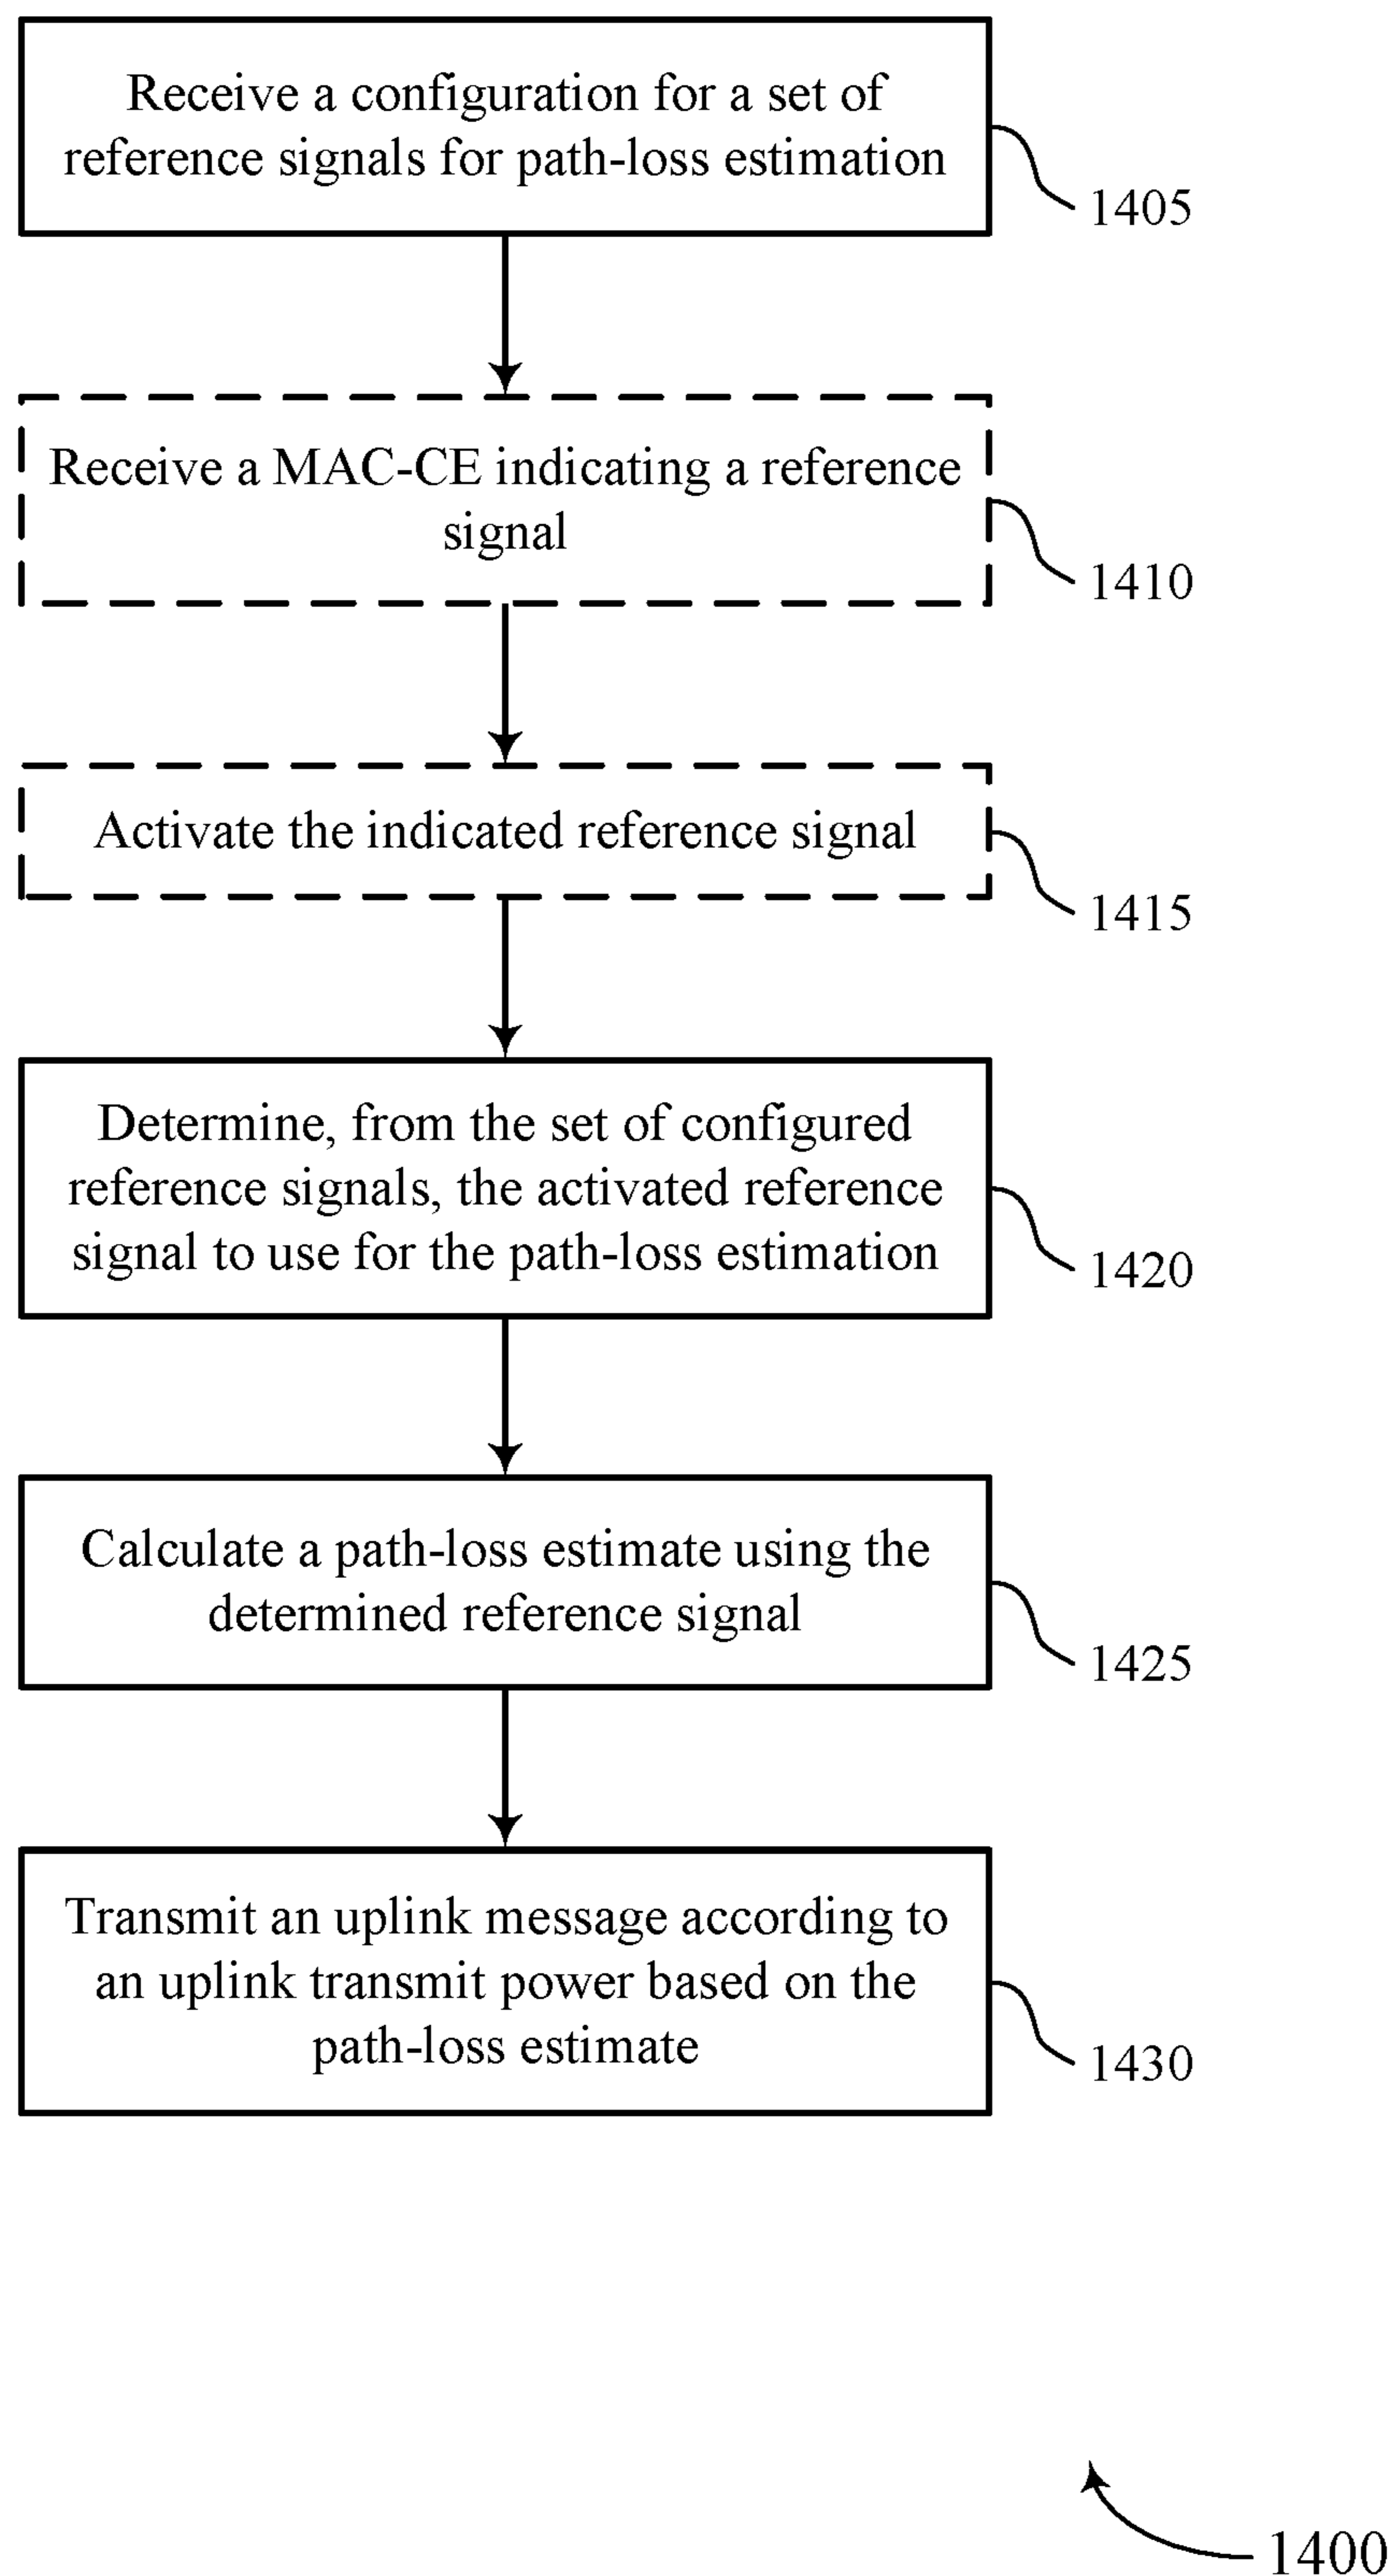 Receive a configuration for a set of
reference signals for path-loss estimation
1405
Receive a MAC-CE indicating a reference
signal
1410
Activate the indicated reference signal
1415
Determine, from the set of configured
reference signals, the activated reference
signal to use for the path-loss estimation
1420
Calculate a path-loss estimate using the
determined reference signal
1425
Transmit an uplink message according to
an uplink transmit power based on the
path-loss estimate
1430
1400